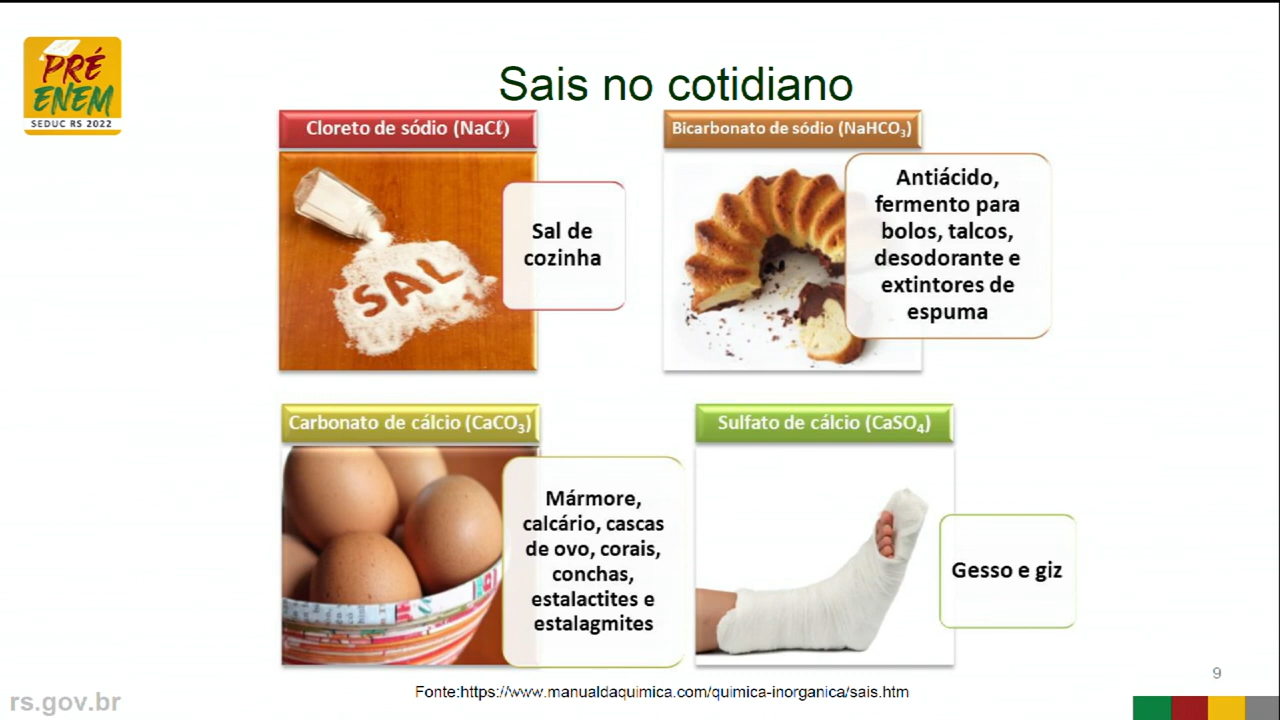 PRÉ
ENEM
SEDUC RS 2022
Sais no cotidiano
Cloreto de sódio (NaCℓ)
SAL
Sal de
cozinha
Bicarbonato de sódio (NaHCO₃)
Antiácido,
fermento para
bolos, talcos,
desodorante e
extintores de
espuma
Carbonato de cálcio (CaCO₃)
Mármore,
calcário, cascas
de ovo, corais,
conchas,
estalactites e
estalagmites
Sulfato de cálcio (CaSO₄)
Gesso e giz
Fonte:https://www.manualdaquimica.com/quimica-inorganica/sais.htm
9
rs.gov.br